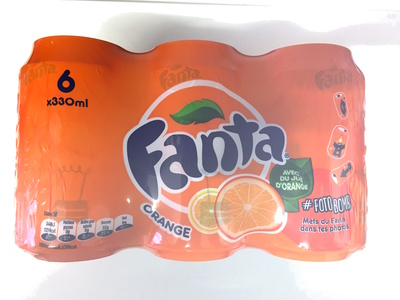 6
x330ml
Fanta
ORANGE
AVEC
DU JUS
D'ORANGE
#FOTOBOMB
Mets du Fanta
dans tes photos